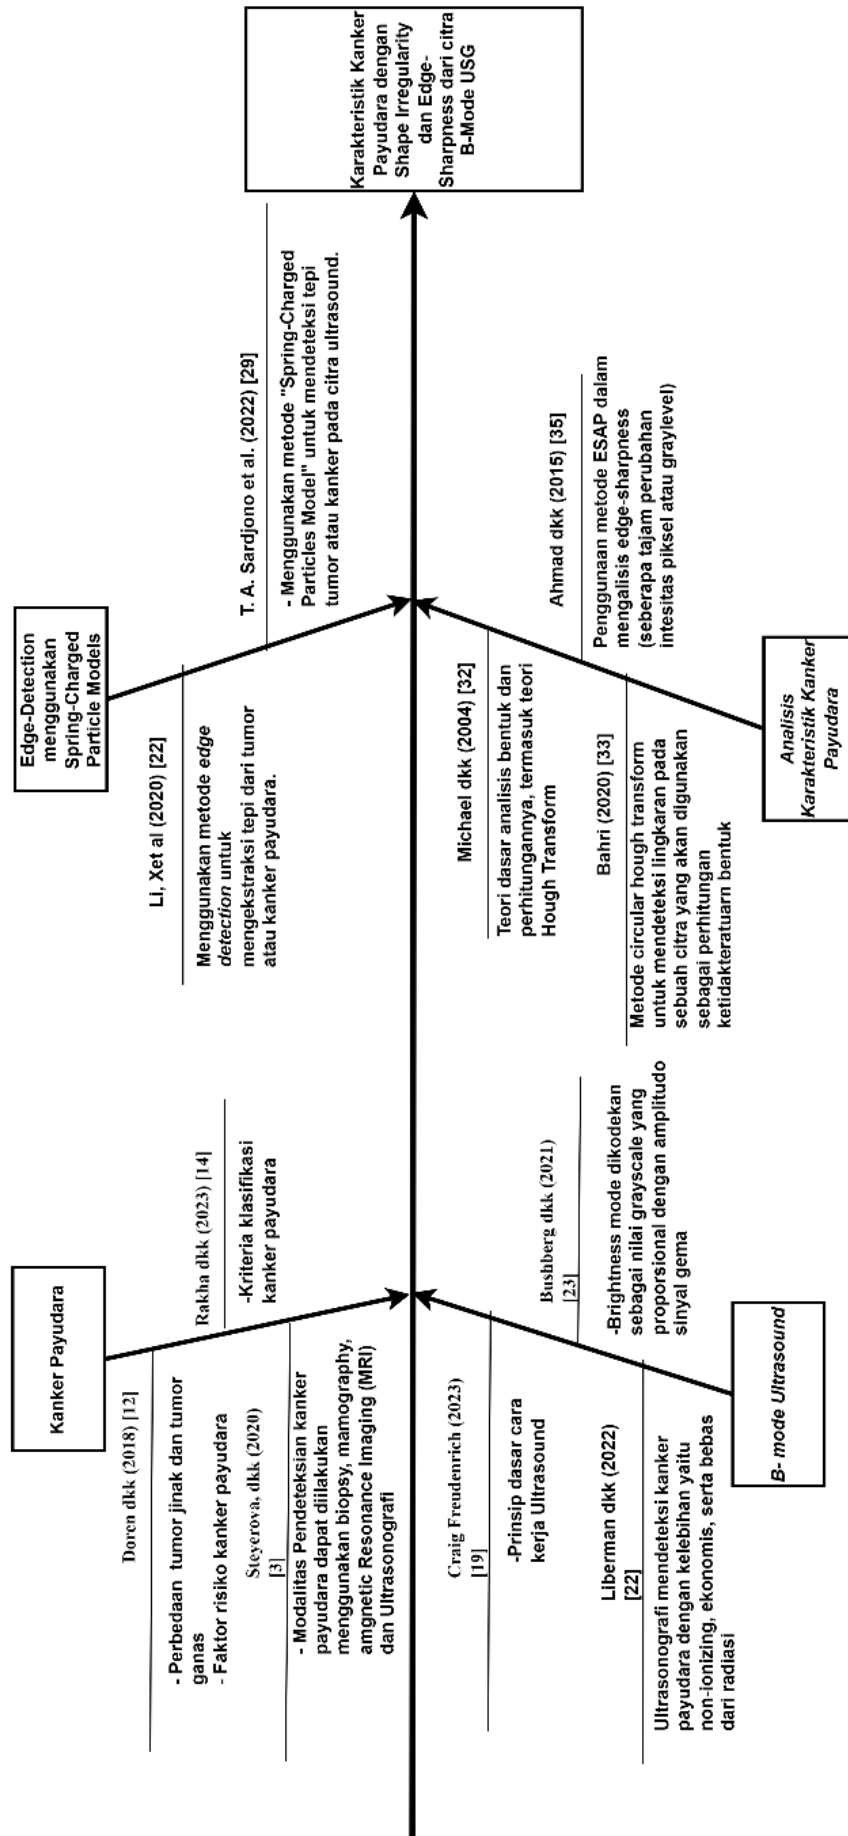 Kanker Payudara
Doren dkk (2018) [12]
- Perbedaan tumor jinak dan tumor
ganas
- Faktor risiko kanker payudara
Rakha dkk (2023) [14]
-Kriteria klasifikasi
kanker payudara
Steyerova, dkk (2020)
[3]
- Modalitas Pendeteksian kanker
payudara dapat diilakukan
menggunakan biopsy, mamography,
amgnetic Resonance Imaging (MRI)
dan Ultrasonografi
Edge-Detection
menggunakan
Spring-Charged
Particle Models
Li, Xet al (2020) [22]
Menggunakan metode edge
detection untuk
mengekstraksi tepi dari tumor
atau kanker payudara.
T. A. Sardjono et al. (2022) [29]
- Menggunakan metode "Spring-Charged
Particles Model" untuk mendeteksi tepi
tumor atau kanker pada citra ultrasound.
Karakteristik Kanker
Payudara dengan
Shape Irregularity
dan Edge-
Sharpness dari citra
B-Mode USG
Craig Freudenrich (2023)
[19]
-Prinsip dasar cara
kerja Ultrasound
Bushberg dkk (2021)
[23]
-Brightness mode dikodekan
sebagai nilai grayscale yang
proporsional dengan amplitudo
sinyal gema
Liberman dkk (2022)
[22]
Ultrasonografi mendeteksi kanker
payudara dengan kelebihan yaitu
non-ionizing, ekonomis, serta bebas
dari radiasi
B- mode Ultrasound
Michael dkk (2004) [32]
Teori dasar analisis bentuk dan
perhitungannya, termasuk teori
Hough Transform
Ahmad dkk (2015) [35]
Penggunaan metode ESAP dalam
mengalisis edge-sharpness
(seberapa tajam perubahan
intesitas piksel atau graylevel)
Bahri (2020) [33]
Metode circular hough transform
untuk mendeteksi lingkaran pada
sebuah citra yang akan digunakan
sebagai perhitungan
ketidakteratuarn bentuk
Analisis
Karakteristik Kanker
Payudara